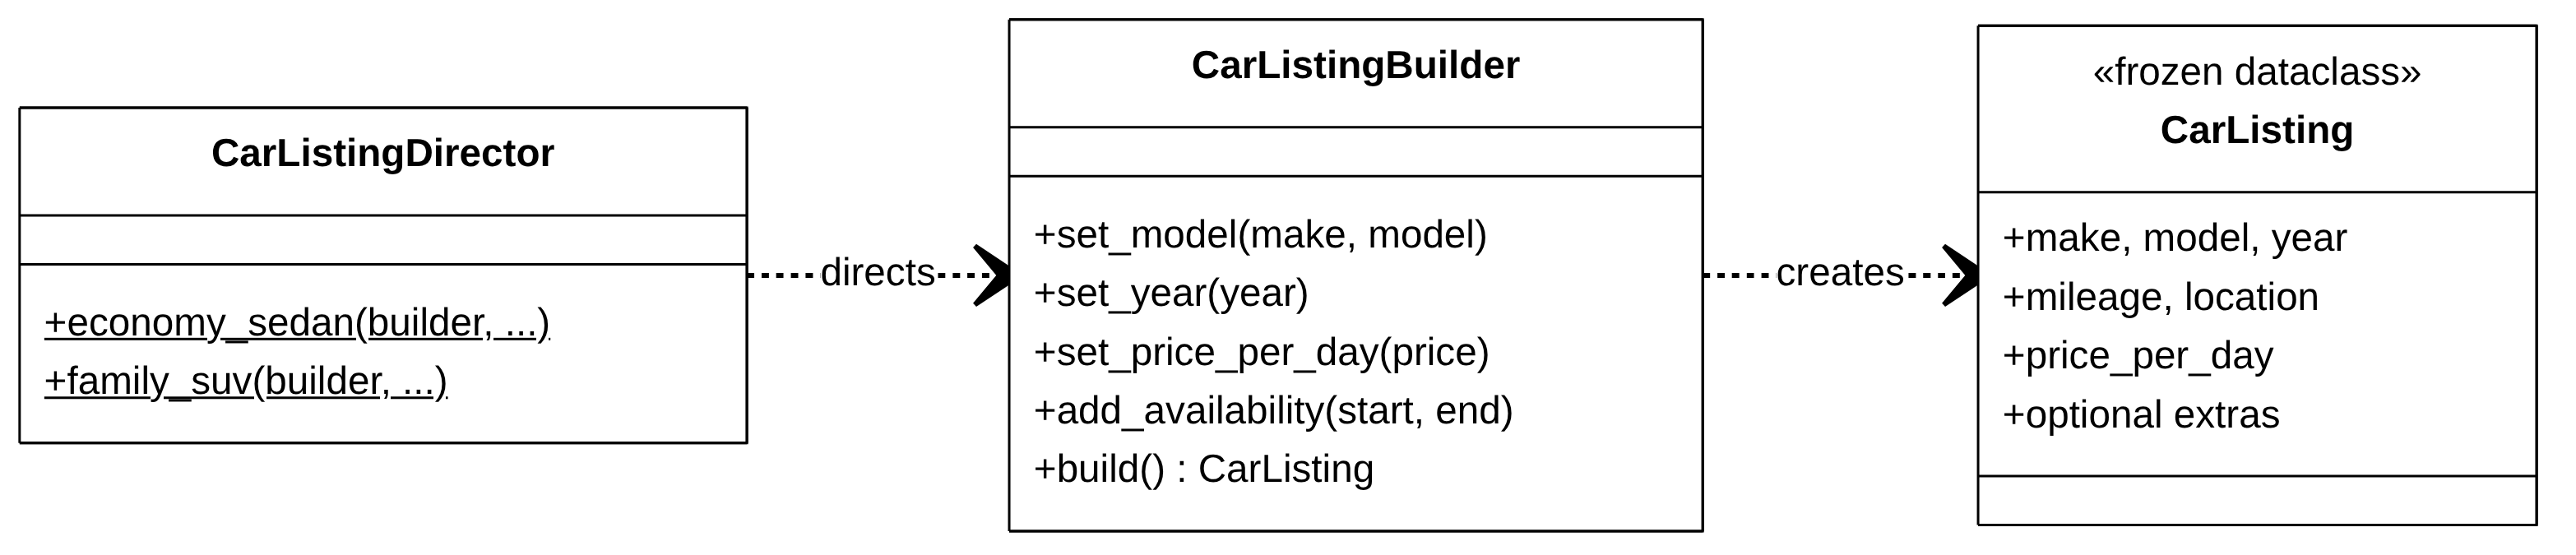 CarListingDirector
+economy_sedan(builder, ...)
+family_suv(builder, ...)
directs
CarListingBuilder
+set_model(make, model)
+set_year(year)
+set_price_per_day(price)
+add_availability(start, end)
+build() : CarListing
creates
«frozen dataclass»
CarListing
+make, model, year
+mileage, location
+price_per_day
+optional extras